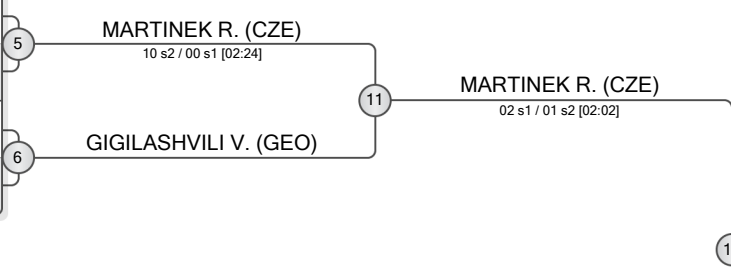 5
MARTINEK R. (CZE)
10 s2 / 00 s1 [02:24]
11
MARTINEK R. (CZE)
02 s1 / 01 s2 [02:02]
6
GIGILASHVILI V. (GEO)